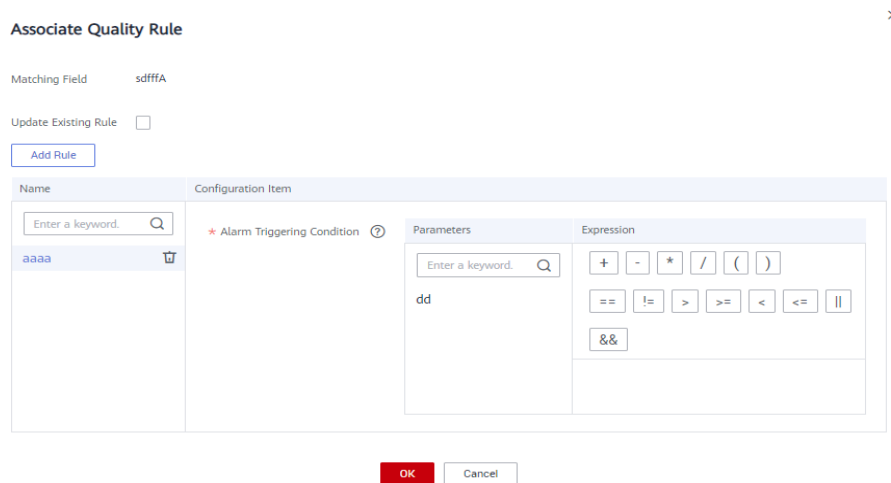 Associate Quality Rule
Matching Field sdfffA
Update Existing Rule
Add Rule
Name Configuration Item
Enter a keyword.
aaaa
* Alarm Triggering Condition ?
Parameters Expression
Enter a keyword.
dd
+ - * / ( )
== != > >= < <= ||
&&
OK Cancel